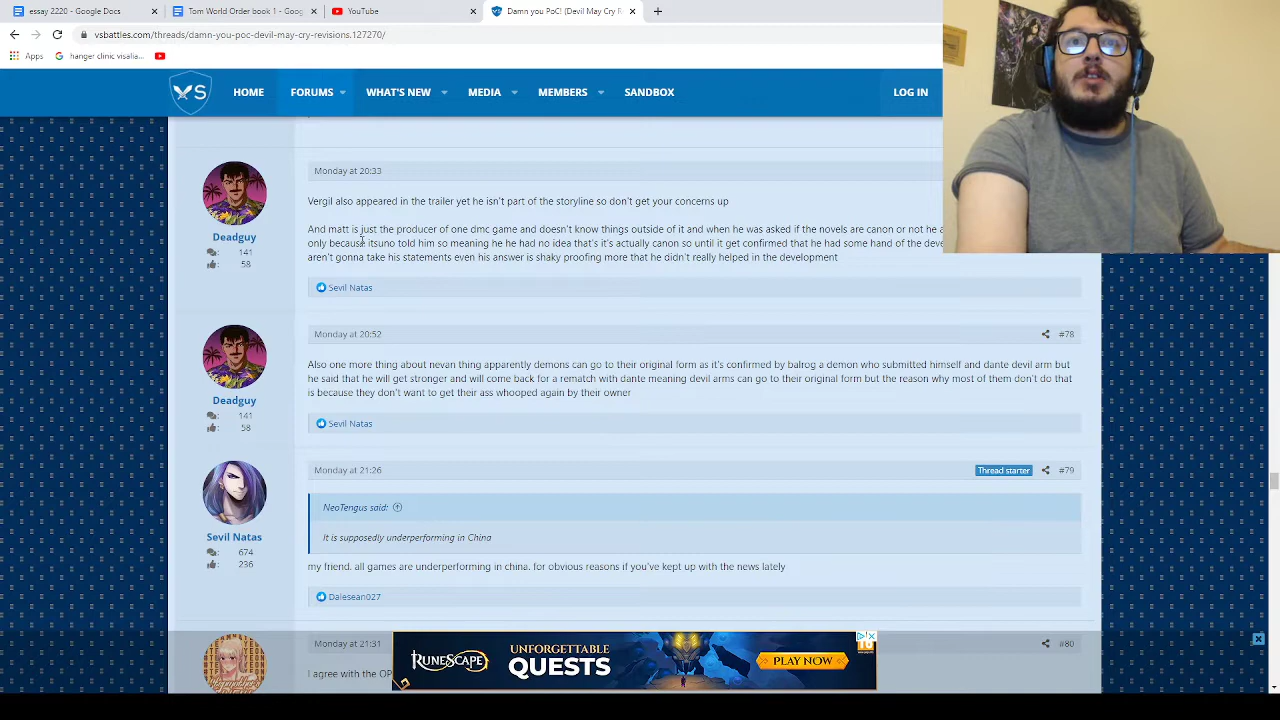 essay 2220 - Google Docs
Tom World Order book 1 - Goog
YouTube
Damn you PoC! (Devil May Cry R
vsbattles.com/threads/damn-you-poc-devil-may-cry-revisions.127270/
Apps
hanger clinic visalia...
VS
HOME
FORUMS
WHAT'S NEW
MEDIA
MEMBERS
SANDBOX
LOG IN
Monday at 20:33
Deadguy
141
58
Vergil also appeared in the trailer yet he isn't part of the storyline so don't get your concerns up
And matt is just the producer of one dmc game and doesn't know things outside of it and when he was asked if the novels are canon or not he
only because itsuno told him so meaning he he had no idea that's it's actually canon so until it get confirmed that he had some hand of the deve
aren't gonna take his statements even his answer is shaky proofing more that he didn't really helped in the development
Sevil Natas
Monday at 20:52
#78
Deadguy
141
58
Also one more thing about devil arms so apparently demons can go to their original form as it's confirmed by balrog a demon who submitted himself and dante devil arm but
he said that he will get stronger and will come back for a rematch with dante meaning devil arms can go to their original form but the reason why most of them don't do that
is because they don't want to get their ass whooped again by their owner
Sevil Natas
Monday at 21:26
Thread starter
#79
Sevil Natas
674
236
NeoTengus said:
It is supposedly under performing in China
my friend. all games are under performing in china for obvious reasons if you've kept up with the news lately
Dalesean027
Monday at 21:31
#80
I agree with the OP
UNFORGETTABLE
QUESTS
PLAY NOW